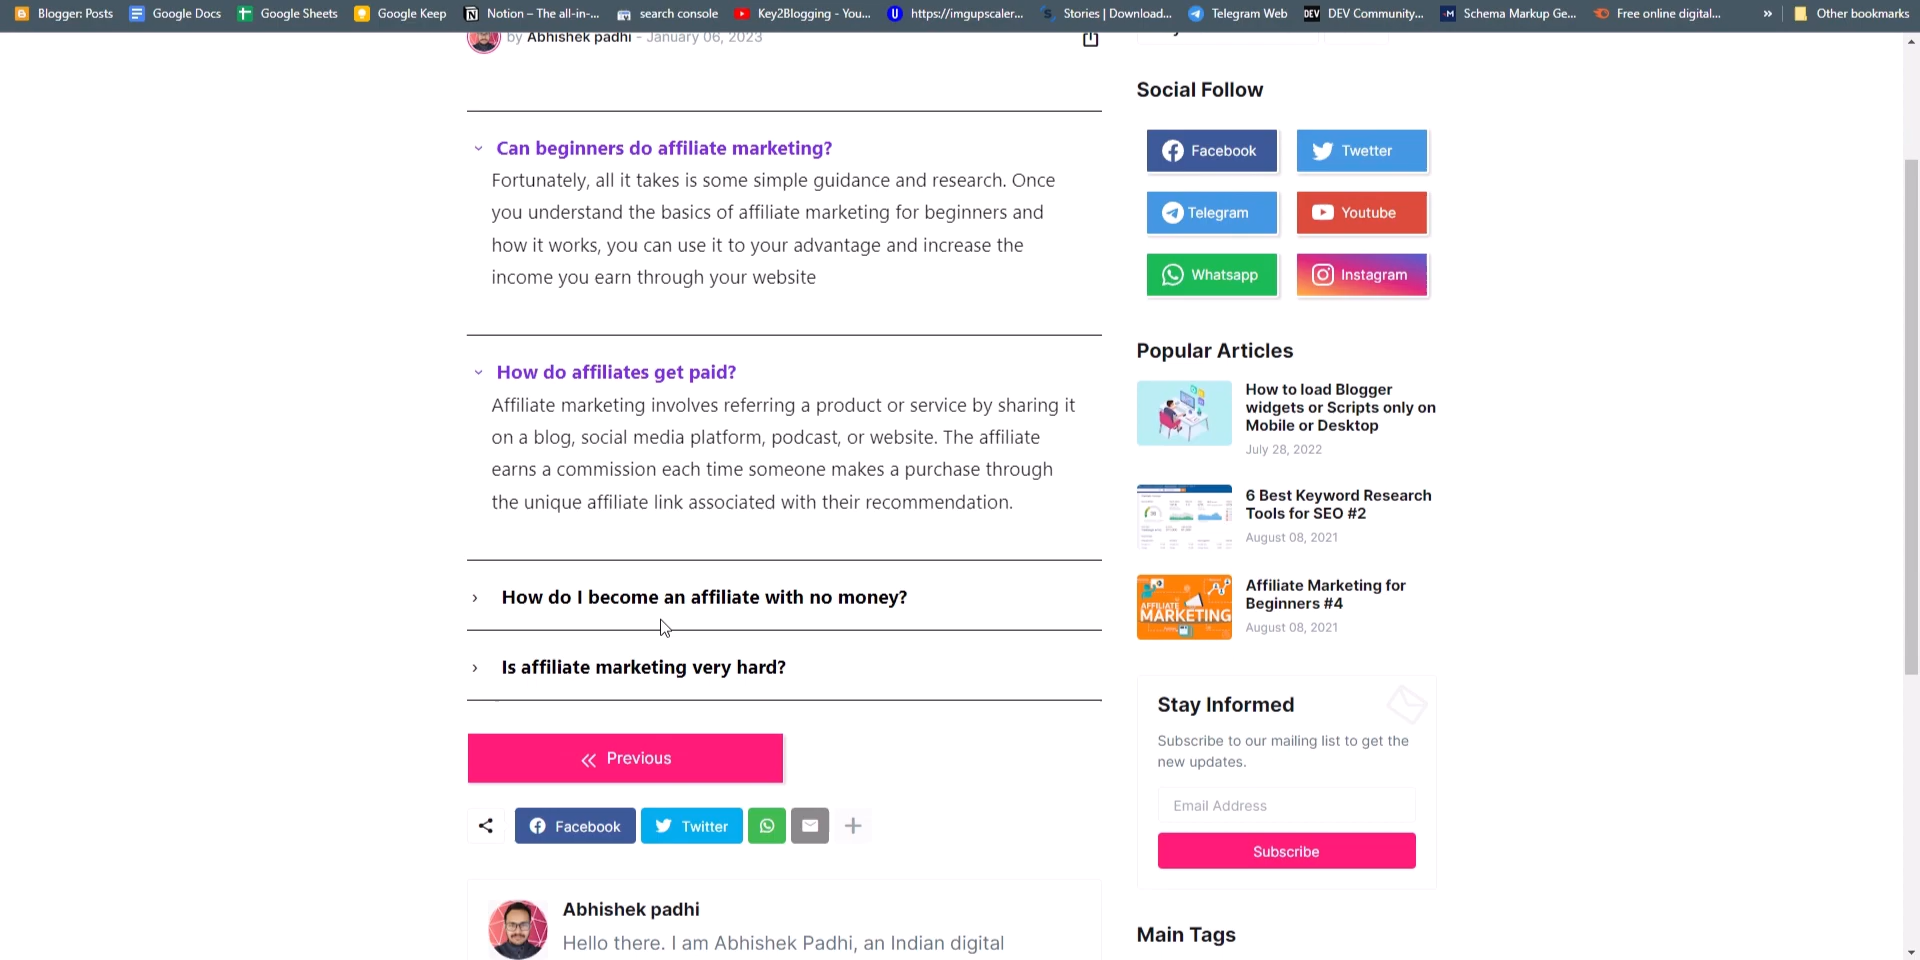 Blogger: Posts
Google Docs
Google Sheets
Google Keep
Notion – The all-in-...
search console
Key2Blogging - You...
https://imgupscaler...
Stories | Download...
Telegram Web
DEV Community...
Schema Markup Ge...
Free online digital...
»
Other bookmarks
by Abhishek padhi - January 06, 2023
Can beginners do affiliate marketing?
Fortunately, all it takes is some simple guidance and research. Once
you understand the basics of affiliate marketing for beginners and
how it works, you can use it to your advantage and increase the
income you earn through your website
How do affiliates get paid?
Affiliate marketing involves referring a product or service by sharing it
on a blog, social media platform, podcast, or website. The affiliate
earns a commission each time someone makes a purchase through
the unique affiliate link associated with their recommendation.
How do I become an affiliate with no money?
Is affiliate marketing very hard?
Previous
Facebook
Twitter
Abhishek padhi
Hello there. I am Abhishek Padhi, an Indian digital
Social Follow
Facebook
Twetter
Telegram
Youtube
Whatsapp
Instagram
Popular Articles
How to load Blogger
widgets or Scripts only on
Mobile or Desktop
July 28, 2022
6 Best Keyword Research
Tools for SEO #2
August 08, 2021
AFFILIATE
MARKETING
Affiliate Marketing for
Beginners #4
August 08, 2021
Stay Informed
Subscribe to our mailing list to get the
new updates.
Email Address
Subscribe
Main Tags